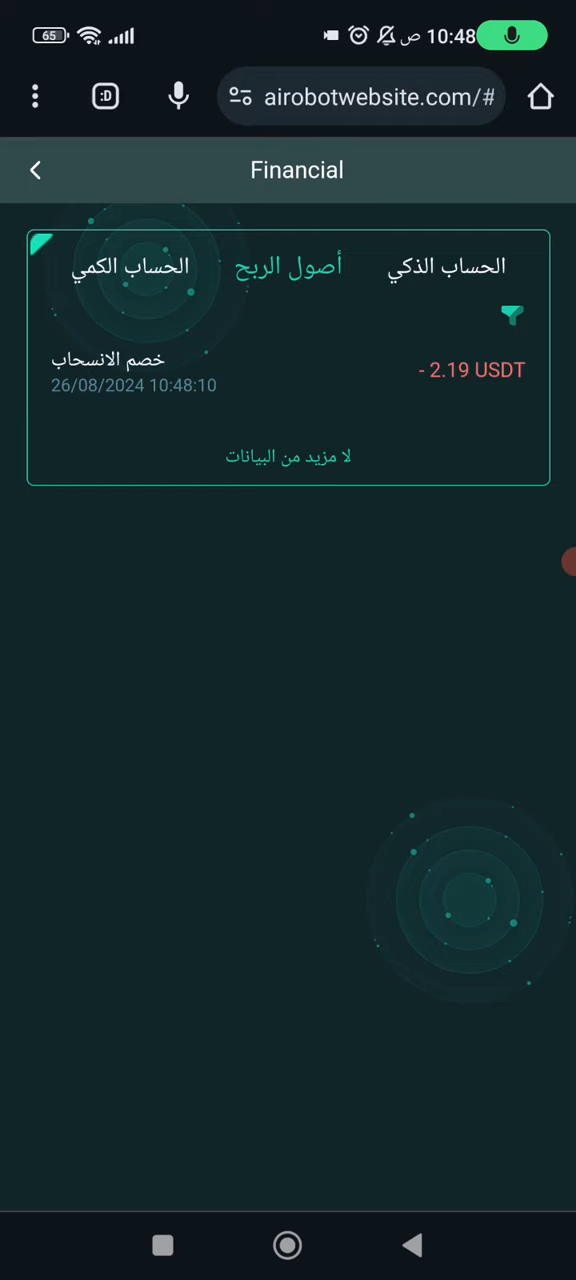 65 ص 10:48
:D airobotwebsite.com/#
Financial
الحساب الذكي أصول الربح الحساب الكمي
خصم الانسحاب
- 2.19 USDT
26/08/2024 10:48:10
لا مزيد من البيانات